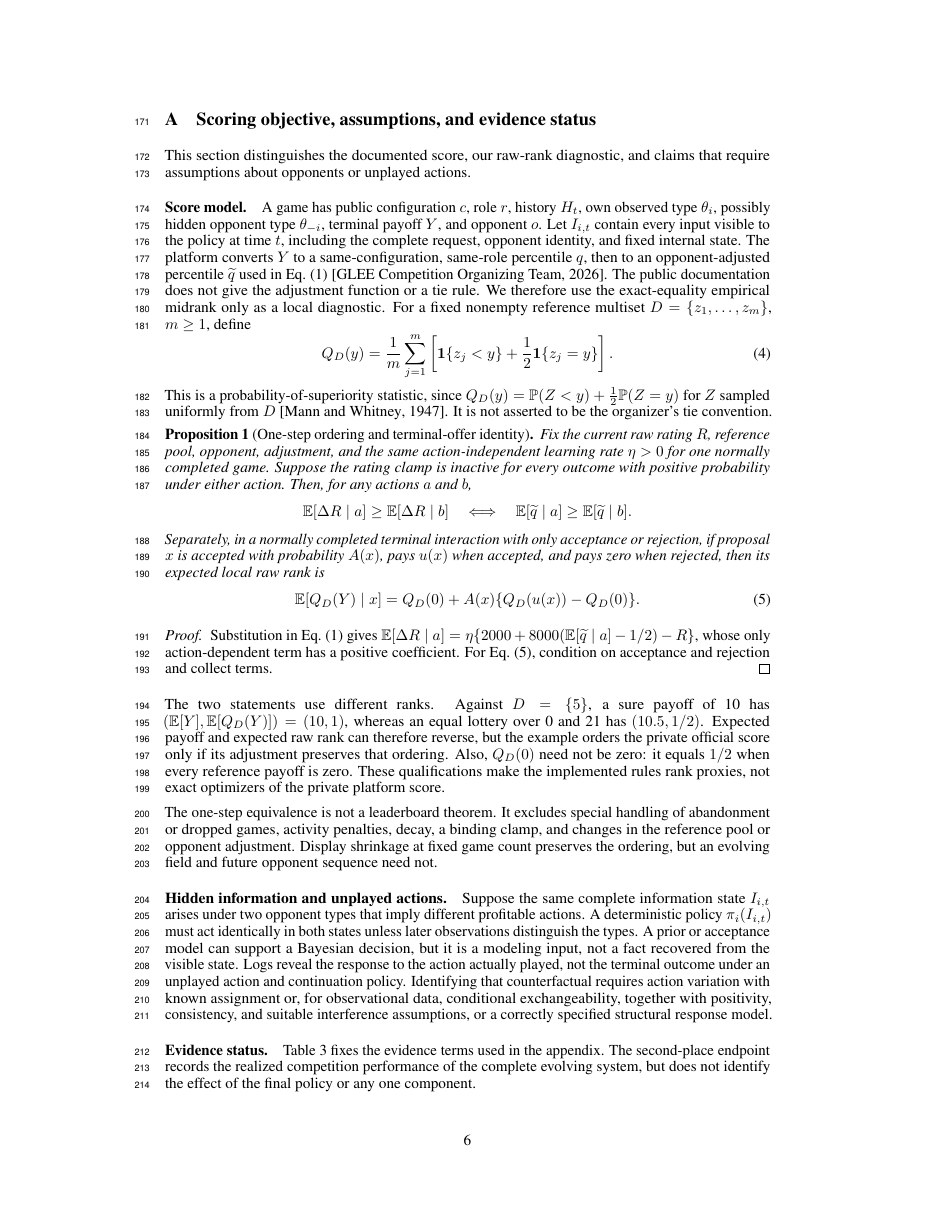 171 A Scoring objective, assumptions, and evidence status
172 This section distinguishes the documented score, our raw-rank diagnostic, and claims that require
173 assumptions about opponents or unplayed actions.
174 Score model. A game has public configuration c, role r, history H_t, own observed type θ_i, possibly
175 hidden opponent type θ_{−i}, terminal payoff Y, and opponent o. Let I_{i,t} contain every input visible to
176 the policy at time t, including the complete request, opponent identity, and fixed internal state. The
177 platform converts Y to a same-configuration, same-role percentile q, then to an opponent-adjusted
178 percentile q̃ used in Eq. (1) [GLEE Competition Organizing Team, 2026]. The public documentation
179 does not give the adjustment function or a tie rule. We therefore use the exact-equality empirical
180 midrank only as a local diagnostic. For a fixed nonempty reference multiset D = {z_1, . . . , z_m},
181 m ≥ 1, define
Q_D(y) = 1/m ∑_{j=1}^{m} [ 1{z_j < y} + 1/2 1{z_j = y} ] . (4)
182 This is a probability-of-superiority statistic, since Q_D(y) = ℙ(Z < y) + 1/2 ℙ(Z = y) for Z sampled
183 uniformly from D [Mann and Whitney, 1947]. It is not asserted to be the organizer's tie convention.
184 Proposition 1 (One-step ordering and terminal-offer identity). Fix the current raw rating R, reference
185 pool, opponent, adjustment, and the same action-independent learning rate η > 0 for one normally
186 completed game. Suppose the rating clamp is inactive for every outcome with positive probability
187 under either action. Then, for any actions a and b,
𝔼[ΔR | a] ≥ 𝔼[ΔR | b] ⟺ 𝔼[q̃ | a] ≥ 𝔼[q̃ | b].
188 Separately, in a normally completed terminal interaction with only acceptance or rejection, if proposal
189 x is accepted with probability A(x), pays u(x) when accepted, and pays zero when rejected, then its
190 expected local raw rank is
𝔼[Q_D(Y) | x] = Q_D(0) + A(x){Q_D(u(x)) − Q_D(0)}. (5)
191 Proof. Substitution in Eq. (1) gives 𝔼[ΔR | a] = η{2000 + 8000(𝔼[q̃ | a] − 1/2) − R}, whose only
192 action-dependent term has a positive coefficient. For Eq. (5), condition on acceptance and rejection
193 and collect terms. □
194 The two statements use different ranks. Against D = {5}, a sure payoff of 10 has
195 (𝔼[Y], 𝔼[Q_D(Y)]) = (10, 1), whereas an equal lottery over 0 and 21 has (10.5, 1/2). Expected
196 payoff and expected raw rank can therefore reverse, but the example orders the private official score
197 only if its adjustment preserves that ordering. Also, Q_D(0) need not be zero: it equals 1/2 when
198 every reference payoff is zero. These qualifications make the implemented rules rank proxies, not
199 exact optimizers of the private platform score.
200 The one-step equivalence is not a leaderboard theorem. It excludes special handling of abandonment
201 or dropped games, activity penalties, decay, a binding clamp, and changes in the reference pool or
202 opponent adjustment. Display shrinkage at fixed game count preserves the ordering, but an evolving
203 field and future opponent sequence need not.
204 Hidden information and unplayed actions. Suppose the same complete information state I_{i,t}
205 arises under two opponent types that imply different profitable actions. A deterministic policy π_i(I_{i,t})
206 must act identically in both states unless later observations distinguish the types. A prior or acceptance
207 model can support a Bayesian decision, but it is a modeling input, not a fact recovered from the
208 visible state. Logs reveal the response to the action actually played, not the terminal outcome under an
209 unplayed action and continuation policy. Identifying that counterfactual requires action variation with
210 known assignment or, for observational data, conditional exchangeability, together with positivity,
211 consistency, and suitable interference assumptions, or a correctly specified structural response model.
212 Evidence status. Table 3 fixes the evidence terms used in the appendix. The second-place endpoint
213 records the realized competition performance of the complete evolving system, but does not identify
214 the effect of the final policy or any one component.
6